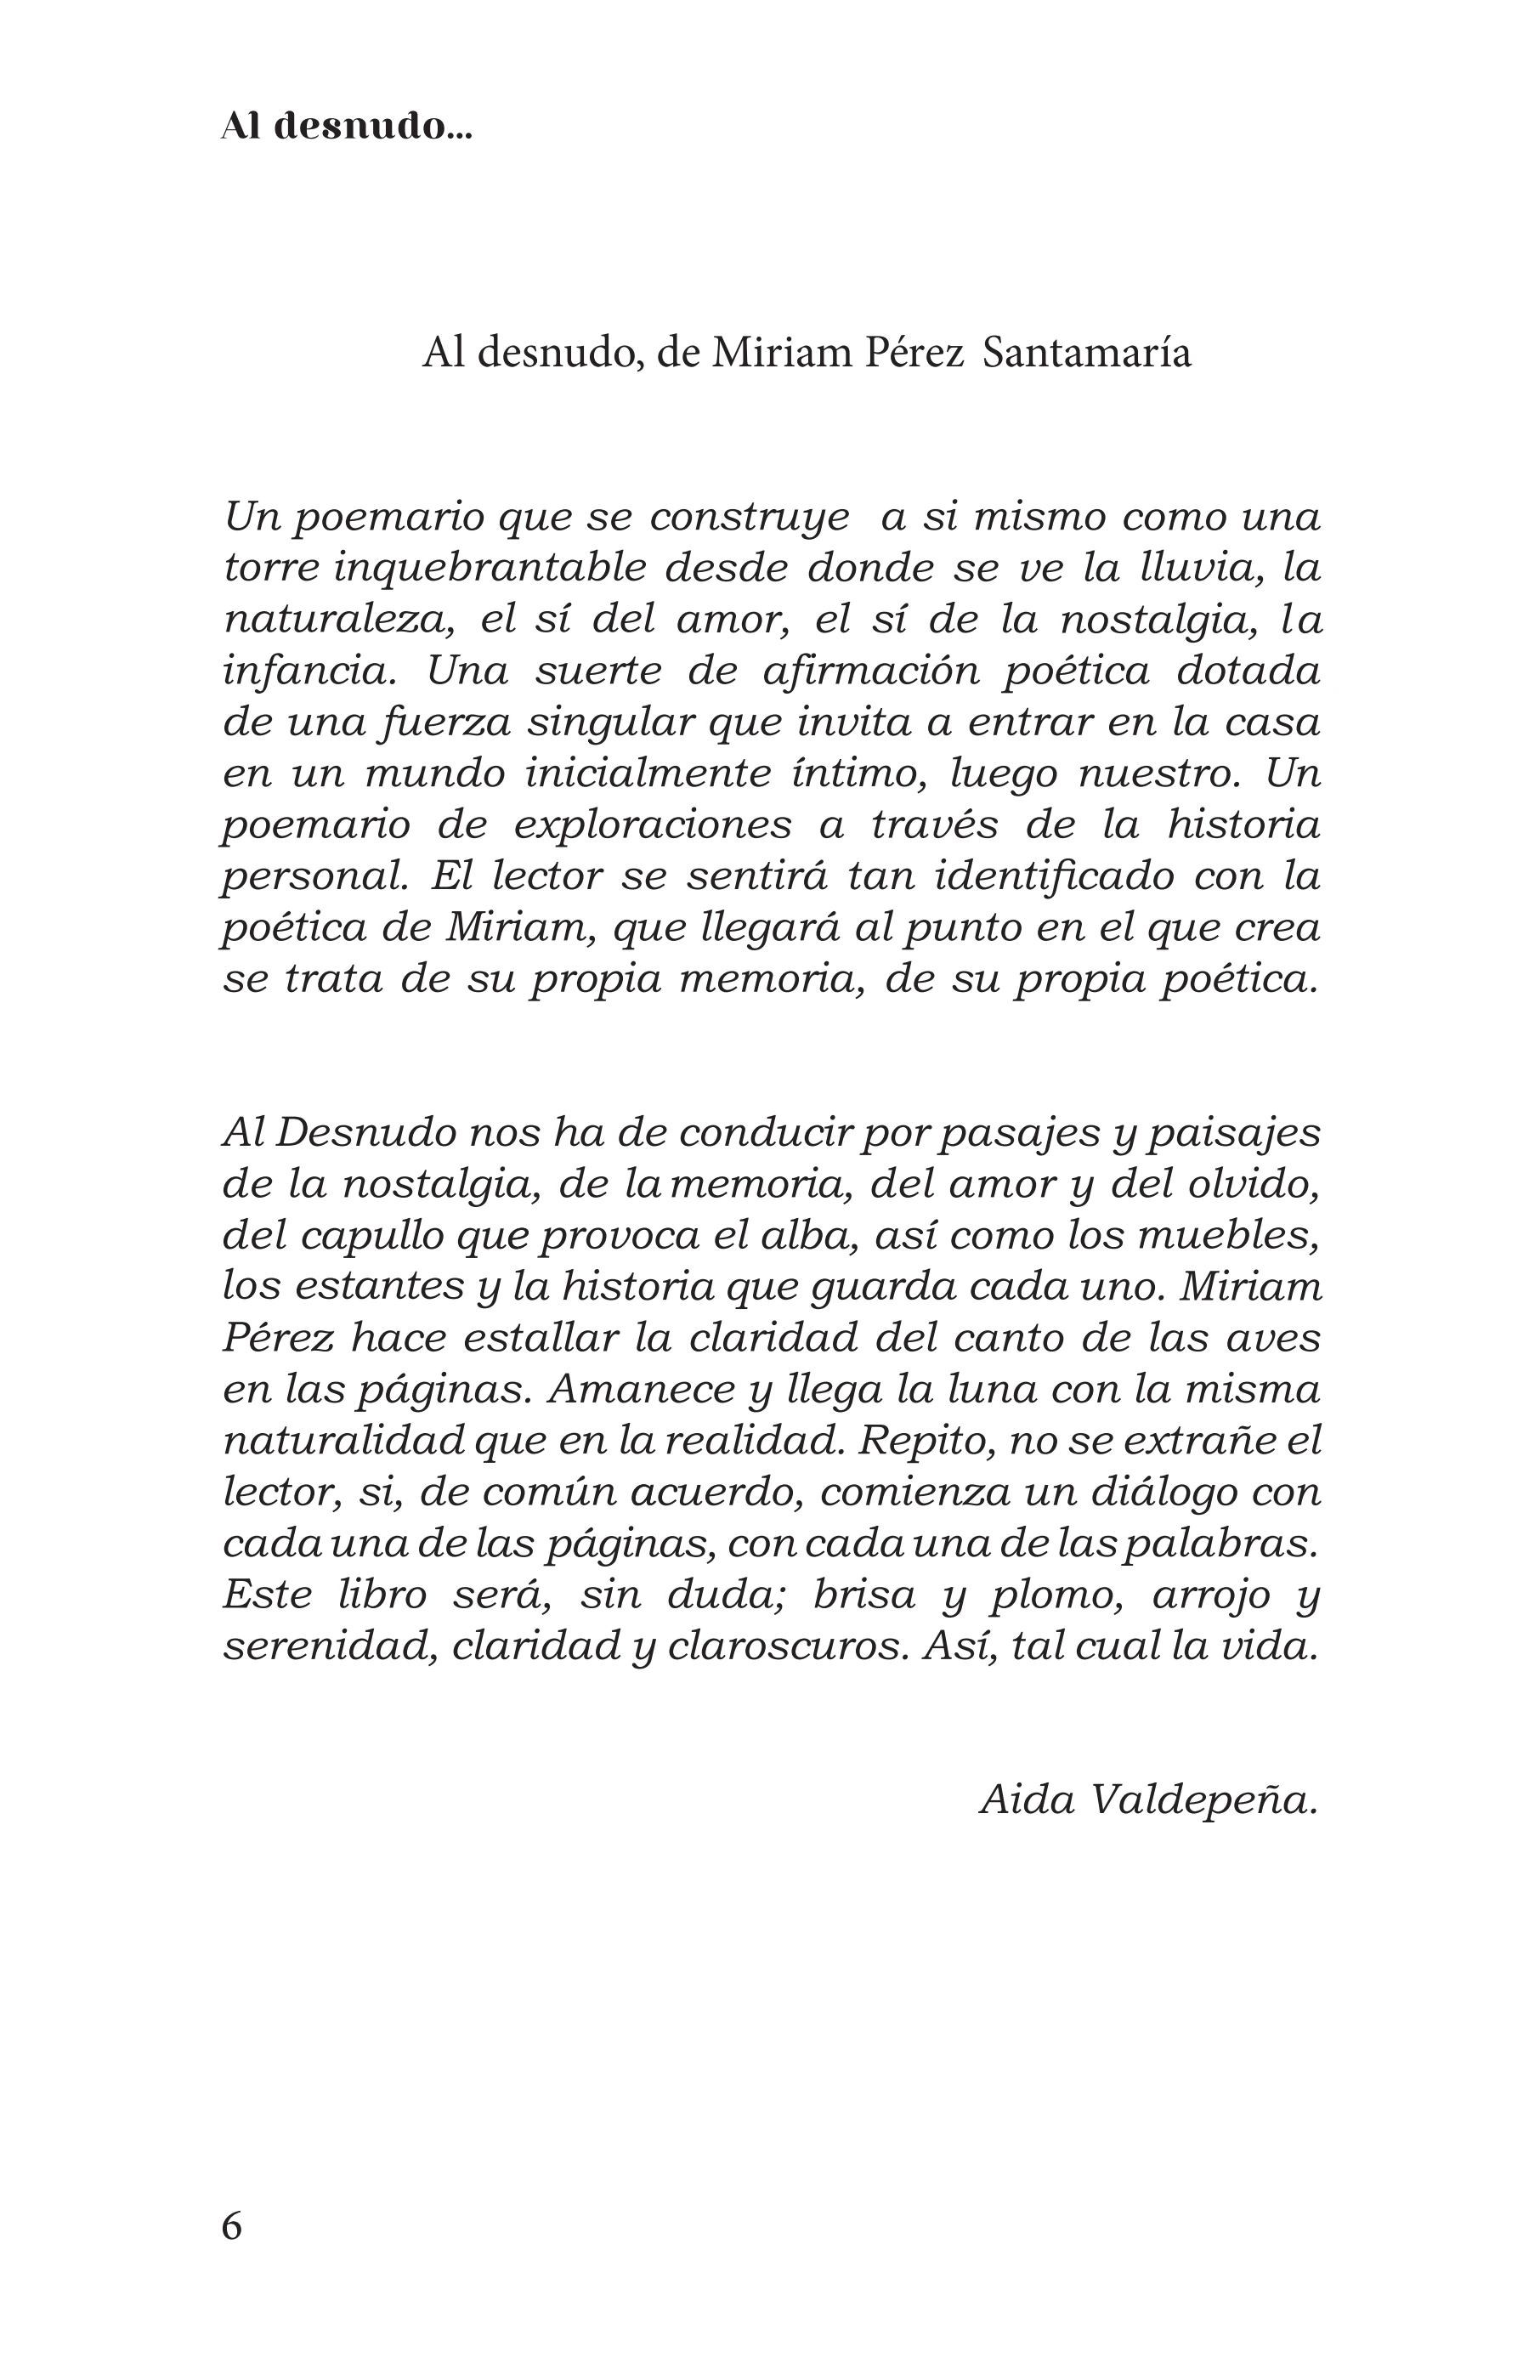 Al desnudo...
Al desnudo, de Miriam Pérez Santamaría
Un poemario que se construye a si mismo como una
torre inquebrantable desde donde se ve la lluvia, la
naturaleza, el sí del amor, el sí de la nostalgia, la
infancia. Una suerte de afirmación poética dotada
de una fuerza singular que invita a entrar en la casa
en un mundo inicialmente íntimo, luego nuestro. Un
poemario de exploraciones a través de la historia
personal. El lector se sentirá tan identificado con la
poética de Miriam, que llegará al punto en el que crea
se trata de su propia memoria, de su propia poética.
Al Desnudo nos ha de conducir por pasajes y paisajes
de la nostalgia, de la memoria, del amor y del olvido,
del capullo que provoca el alba, así como los muebles,
los estantes y la historia que guarda cada uno. Miriam
Pérez hace estallar la claridad del canto de las aves
en las páginas. Amanece y llega la luna con la misma
naturalidad que en la realidad. Repito, no se extrañe el
lector, si, de común acuerdo, comienza un diálogo con
cada una de las páginas, con cada una de las palabras.
Este libro será, sin duda; brisa y plomo, arrojo y
serenidad, claridad y claroscuros. Así, tal cual la vida.
Aida Valdepeña.
6